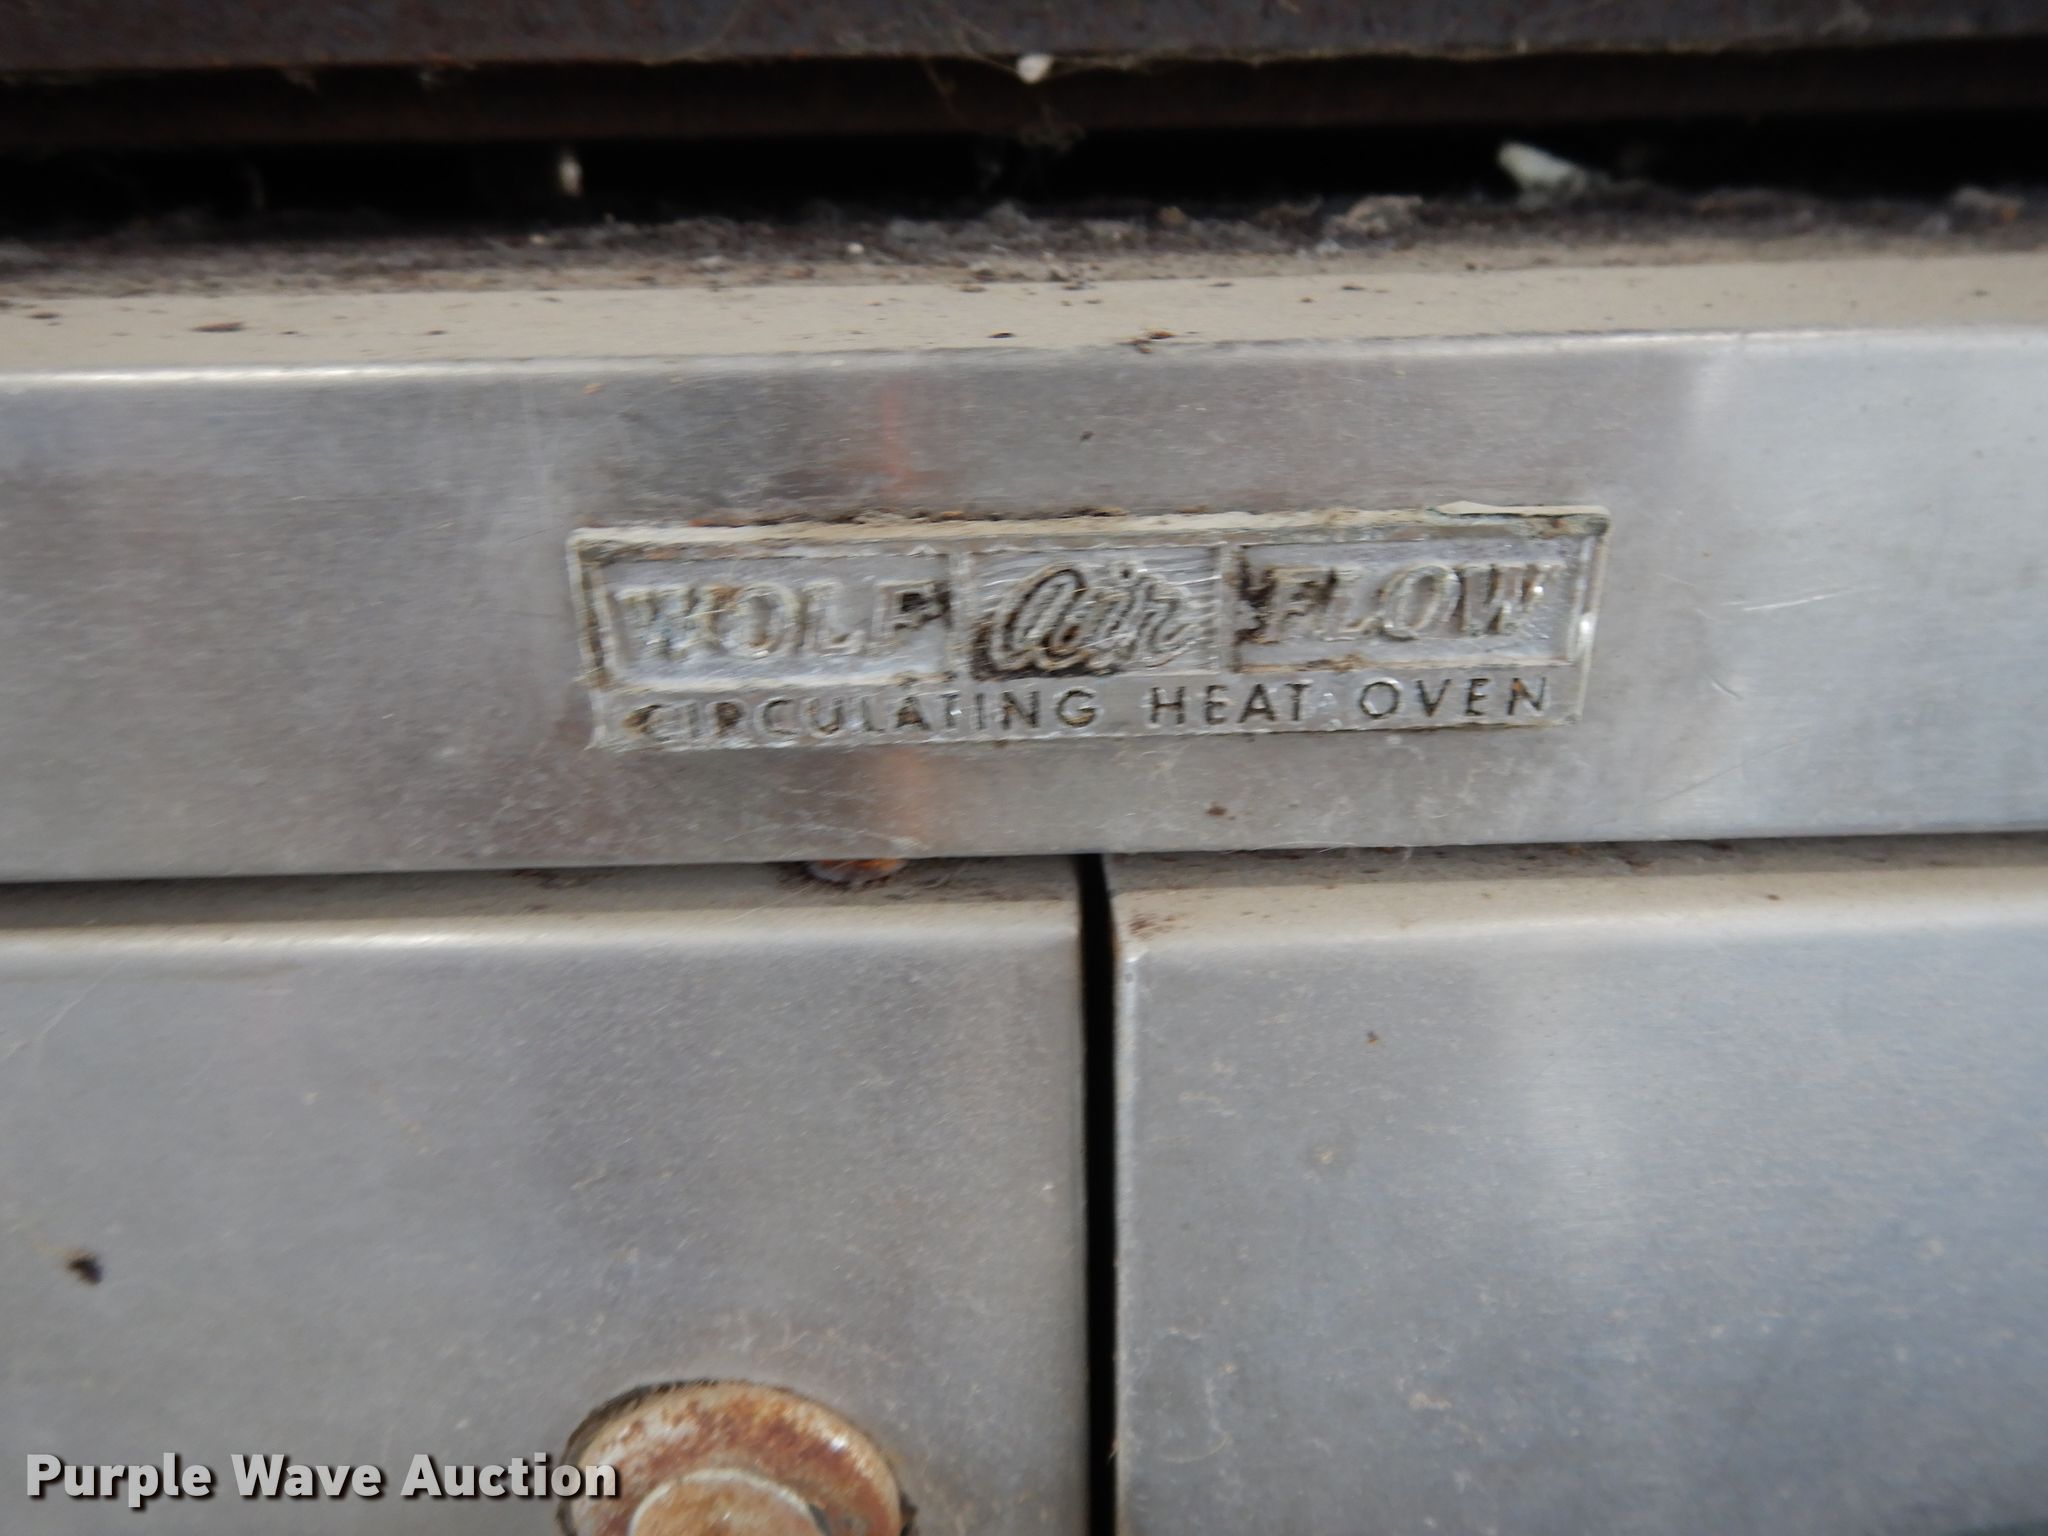 WOLF Air FLOW
CIRCULATING HEAT OVEN
Purple Wave Auction